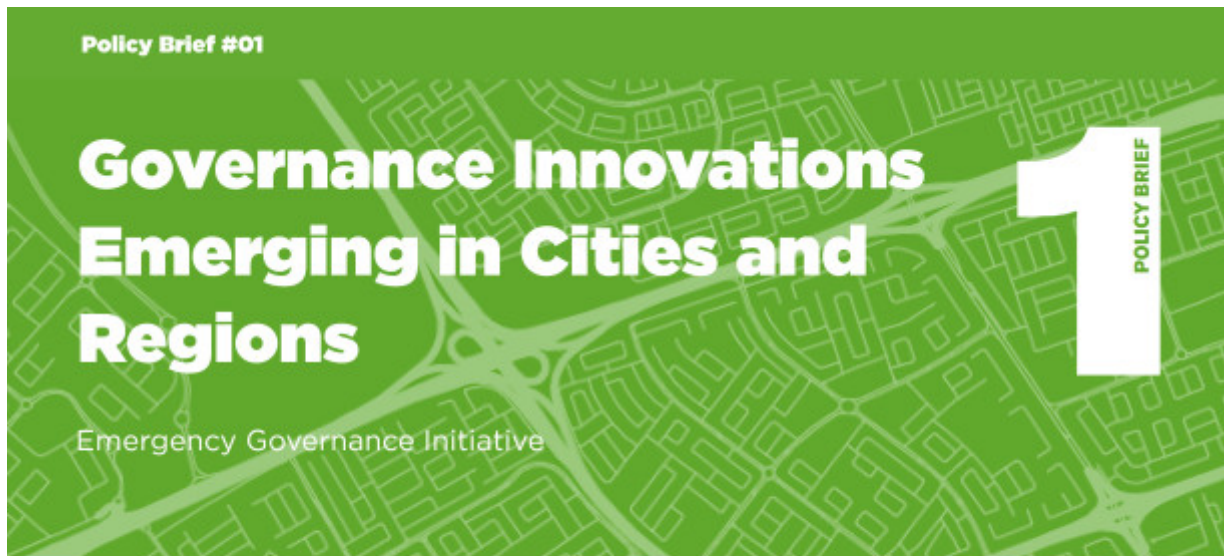 Policy Brief #01
Governance Innovations
Emerging in Cities and
Regions
Emergency Governance Initiative
1
POLICY BRIEF